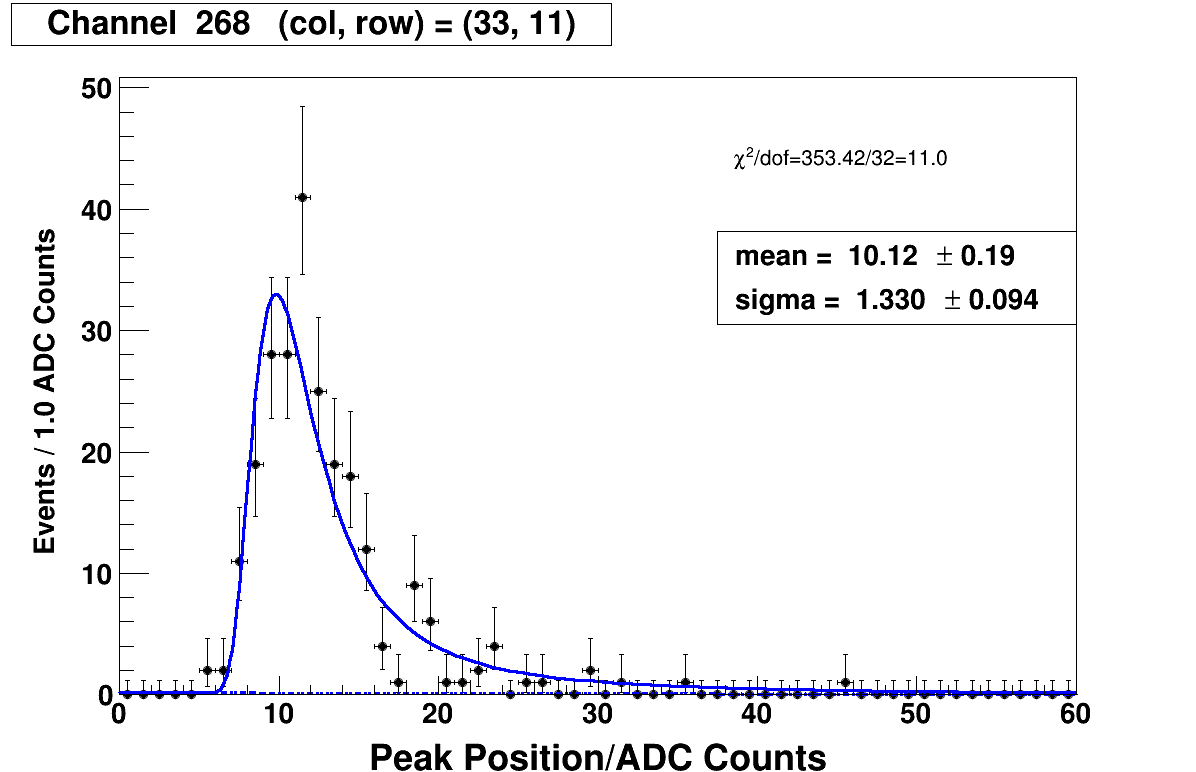 Channel 268 (col, row) = (33, 11)
50
40
30
20
10
0
Events / 1.0 ADC Counts
χ²/dof=353.42/32=11.0
mean = 10.12 ± 0.19
sigma = 1.330 ± 0.094
0 10 20 30 40 50 60
Peak Position/ADC Counts